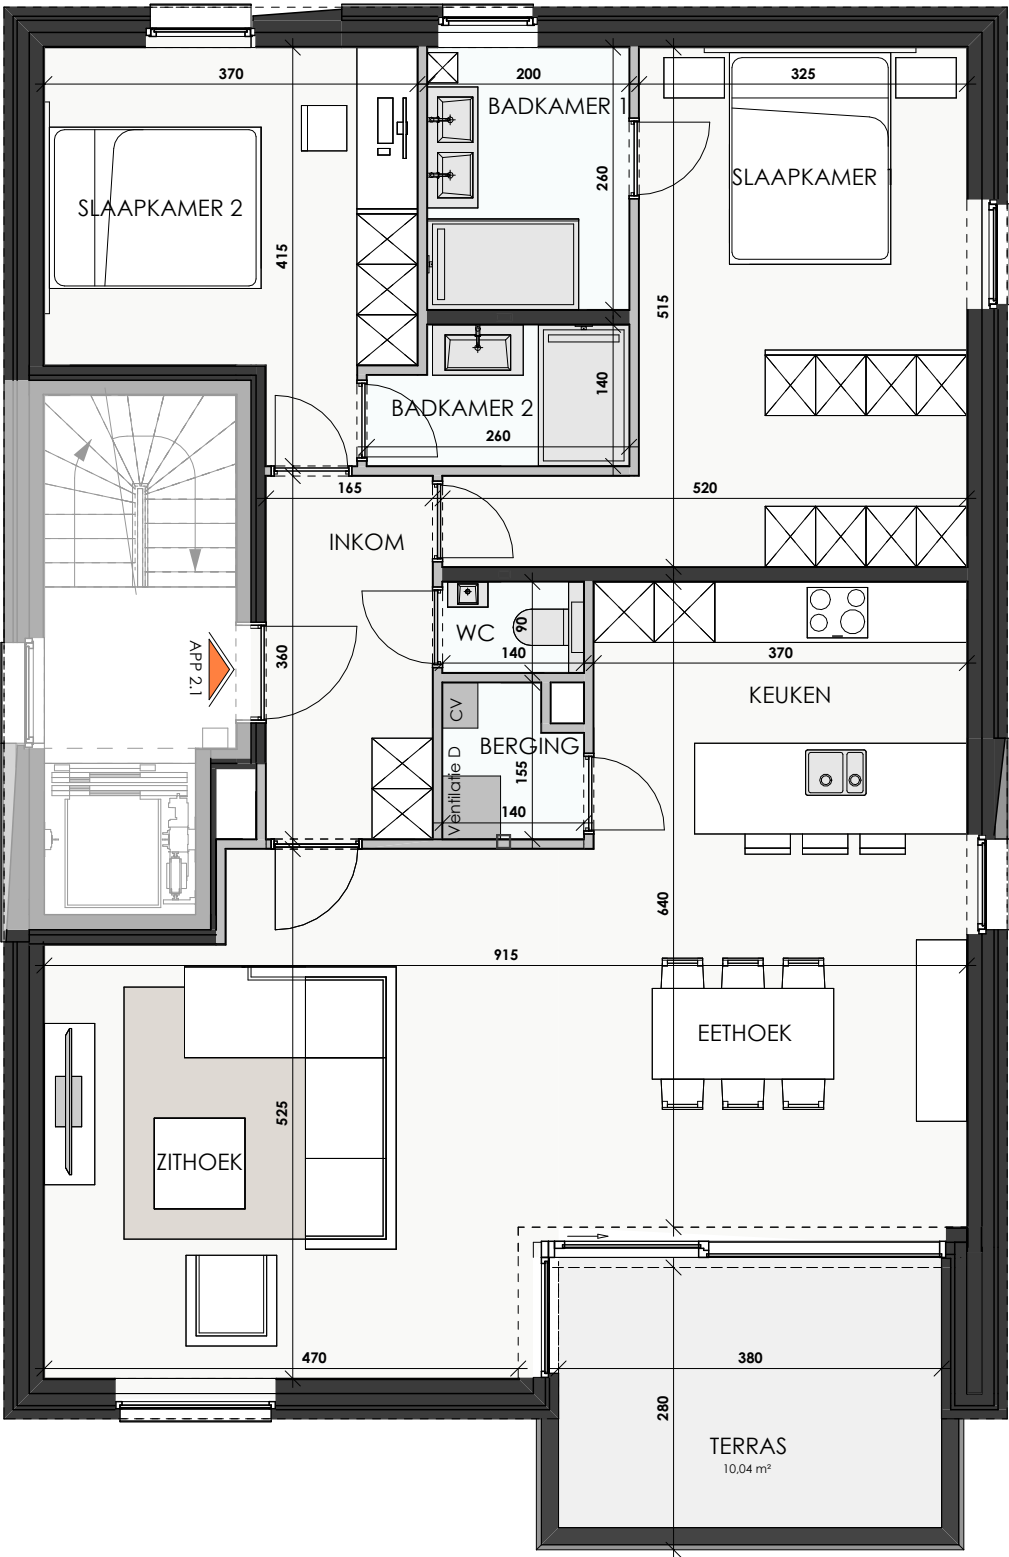 370
200
325
BADKAMER 1
SLAAPKAMER 1
260
SLAAPKAMER 2
415
515
140
BADKAMER 2
260
165
520
INKOM
WC
90
140
360
APP 2.1
370
KEUKEN
CV
BERGING
155
Ventilatie D
140
640
915
EETHOEK
525
ZITHOEK
470
380
280
TERRAS
10,04 m²